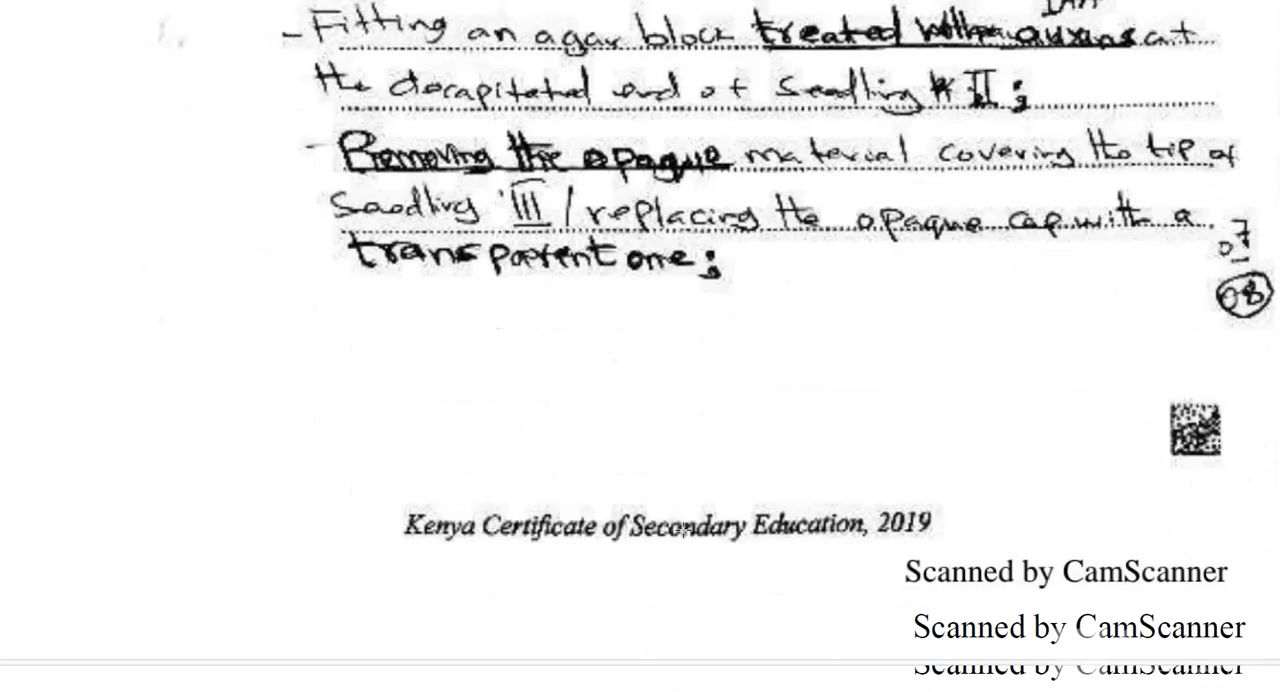 IAA
- Fitting an agar block treated with auxins at
the decapitated end of seedling II;
- Removing the opaque material covering the tip of
seedling III / replacing the opaque cap with a
transparent one;
07
08
Kenya Certificate of Secondary Education, 2019
Scanned by CamScanner
Scanned by CamScanner
Scanned by CamScanner